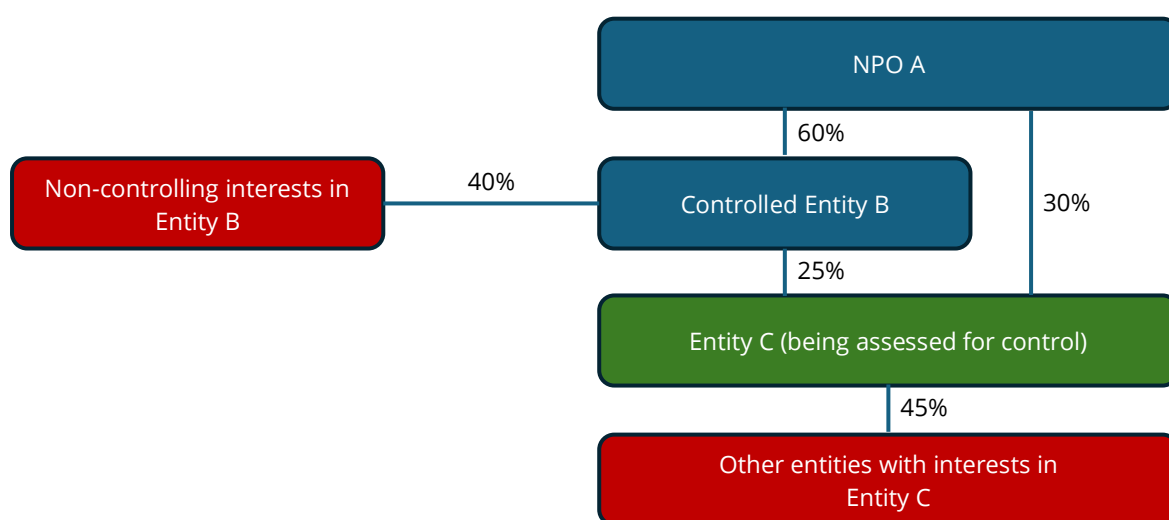 NPO A
60%
Non-controlling interests in
Entity B
40%
Controlled Entity B
30%
25%
Entity C (being assessed for control)
45%
Other entities with interests in
Entity C